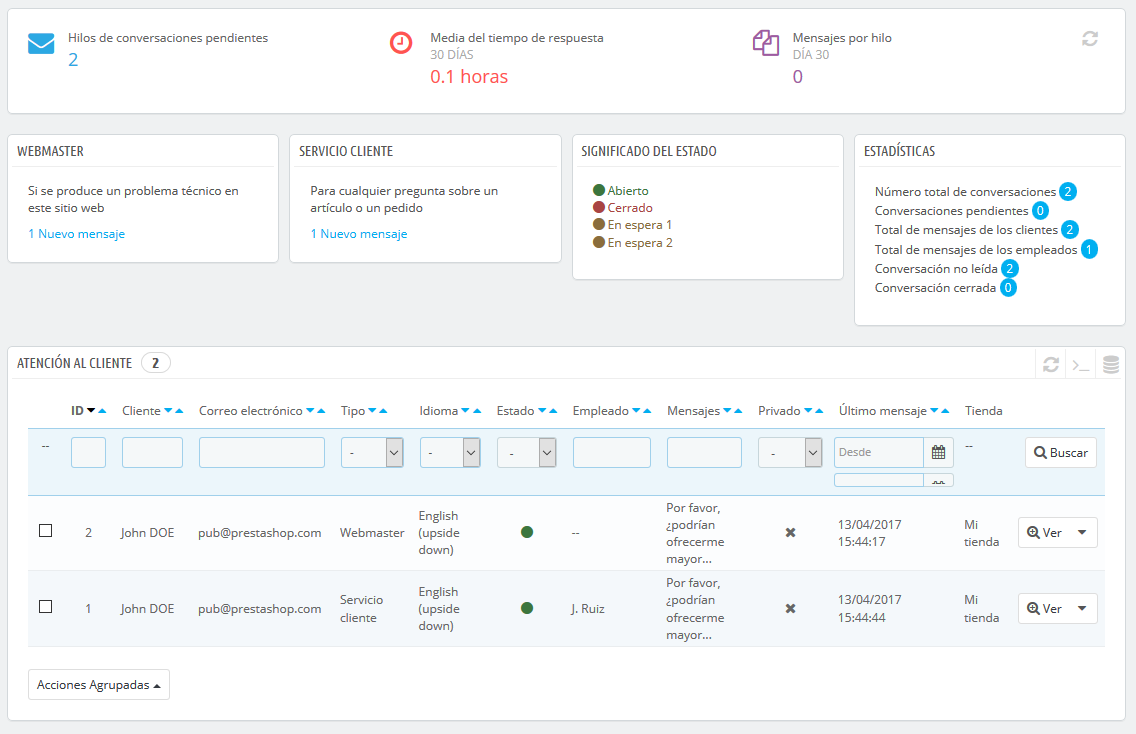 Hilos de conversaciones pendientes
2
Media del tiempo de respuesta
30 DÍAS
0.1 horas
Mensajes por hilo
DÍA 30
0
WEBMASTER
Si se produce un problema técnico en
este sitio web
1 Nuevo mensaje
SERVICIO CLIENTE
Para cualquier pregunta sobre un
artículo o un pedido
1 Nuevo mensaje
SIGNIFICADO DEL ESTADO
Abierto
Cerrado
En espera 1
En espera 2
ESTADÍSTICAS
Número total de conversaciones 2
Conversaciones pendientes 0
Total de mensajes de los clientes 2
Total de mensajes de los empleados 1
Conversación no leída 2
Conversación cerrada 0
ATENCIÓN AL CLIENTE 2
ID Cliente Correo electrónico Tipo Idioma Estado Empleado Mensajes Privado Último mensaje Tienda
-- - - - - Desde -- Buscar
2 John DOE pub@prestashop.com Webmaster English (upside down) -- Por favor, ¿podrían ofrecerme mayor... 13/04/2017 15:44:17 Mi tienda Ver
1 John DOE pub@prestashop.com Servicio cliente English (upside down) J. Ruiz Por favor, ¿podrían ofrecerme mayor... 13/04/2017 15:44:44 Mi tienda Ver
Acciones Agrupadas